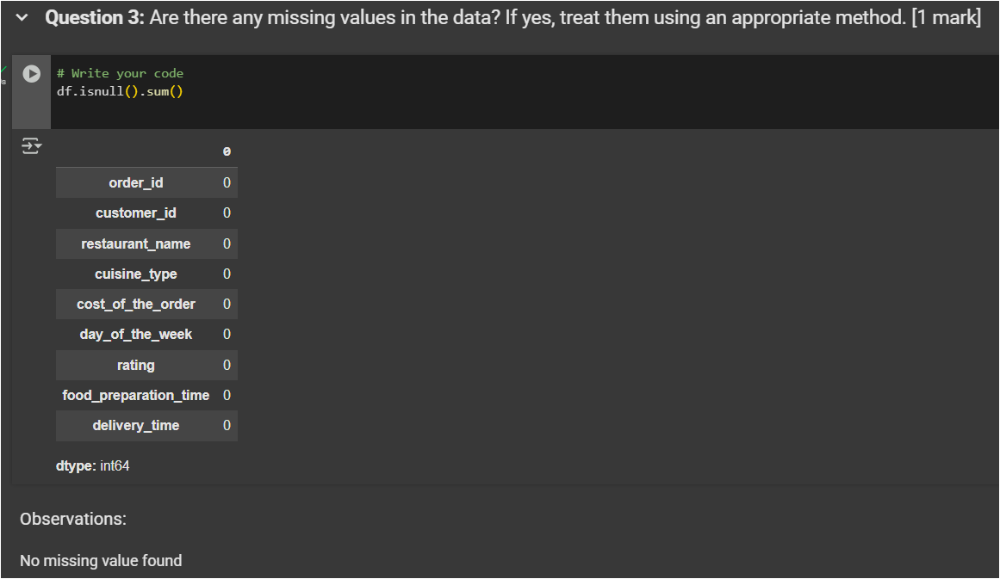 Question 3: Are there any missing values in the data? If yes, treat them using an appropriate method. [1 mark]
s
# Write your code
df.isnull().sum()
0
order_id 0
customer_id 0
restaurant_name 0
cuisine_type 0
cost_of_the_order 0
day_of_the_week 0
rating 0
food_preparation_time 0
delivery_time 0
dtype: int64
Observations:
No missing value found